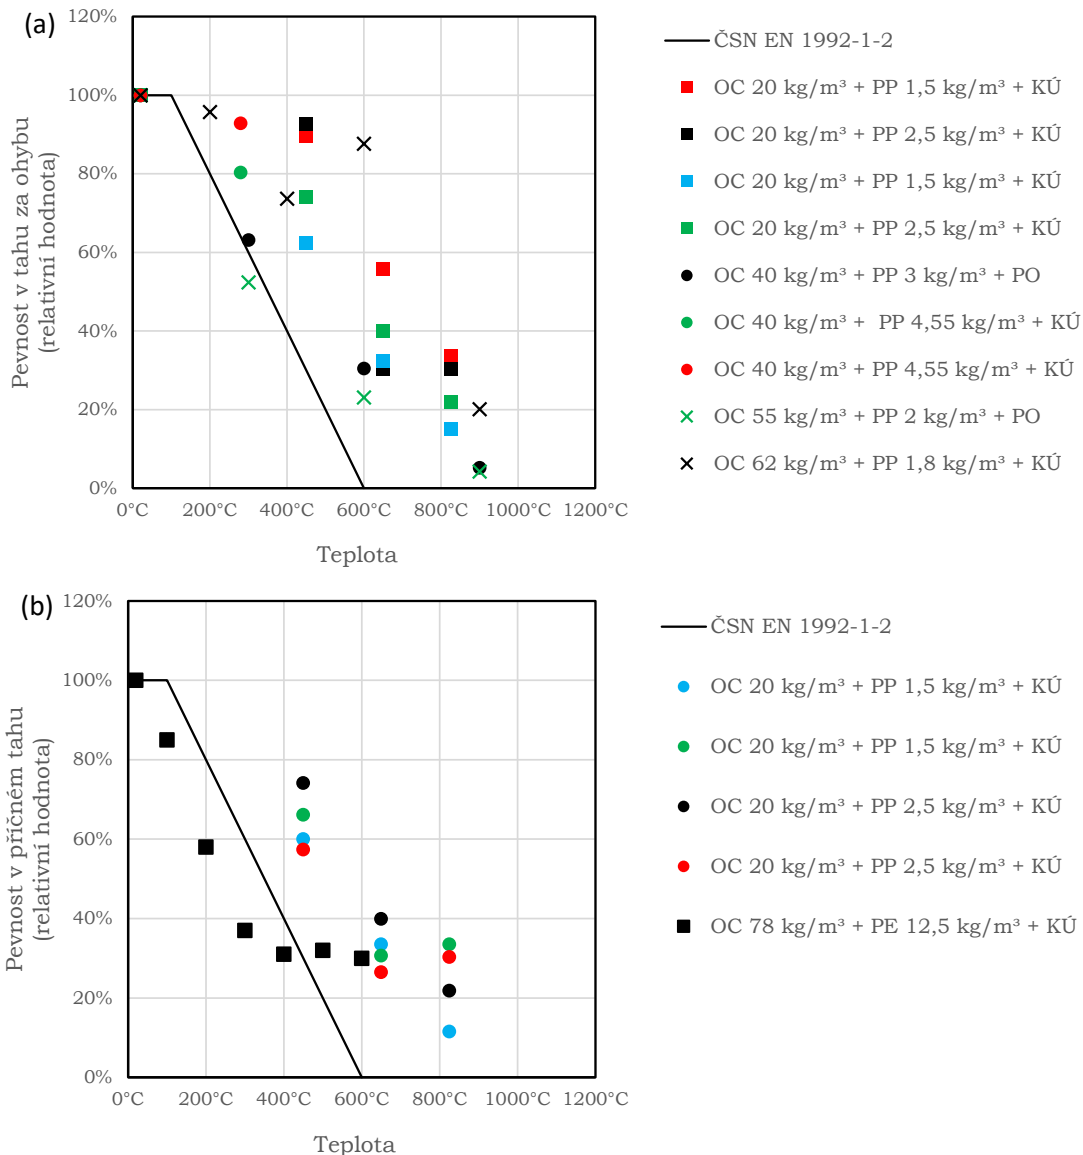 (a)
120%
100%
80%
60%
40%
20%
0%
0°C 200°C 400°C 600°C 800°C 1000°C 1200°C
Pevnost v tahu za ohybu
(relativní hodnota)
Teplota
ČSN EN 1992-1-2
OC 20 kg/m³ + PP 1,5 kg/m³ + KÚ
OC 20 kg/m³ + PP 2,5 kg/m³ + KÚ
OC 20 kg/m³ + PP 1,5 kg/m³ + KÚ
OC 20 kg/m³ + PP 2,5 kg/m³ + KÚ
OC 40 kg/m³ + PP 3 kg/m³ + PO
OC 40 kg/m³ + PP 4,55 kg/m³ + KÚ
OC 40 kg/m³ + PP 4,55 kg/m³ + KÚ
OC 55 kg/m³ + PP 2 kg/m³ + PO
OC 62 kg/m³ + PP 1,8 kg/m³ + KÚ
(b)
120%
100%
80%
60%
40%
20%
0%
0°C 200°C 400°C 600°C 800°C 1000°C 1200°C
Pevnost v příčném tahu
(relativní hodnota)
Teplota
ČSN EN 1992-1-2
OC 20 kg/m³ + PP 1,5 kg/m³ + KÚ
OC 20 kg/m³ + PP 1,5 kg/m³ + KÚ
OC 20 kg/m³ + PP 2,5 kg/m³ + KÚ
OC 20 kg/m³ + PP 2,5 kg/m³ + KÚ
OC 78 kg/m³ + PE 12,5 kg/m³ + KÚ